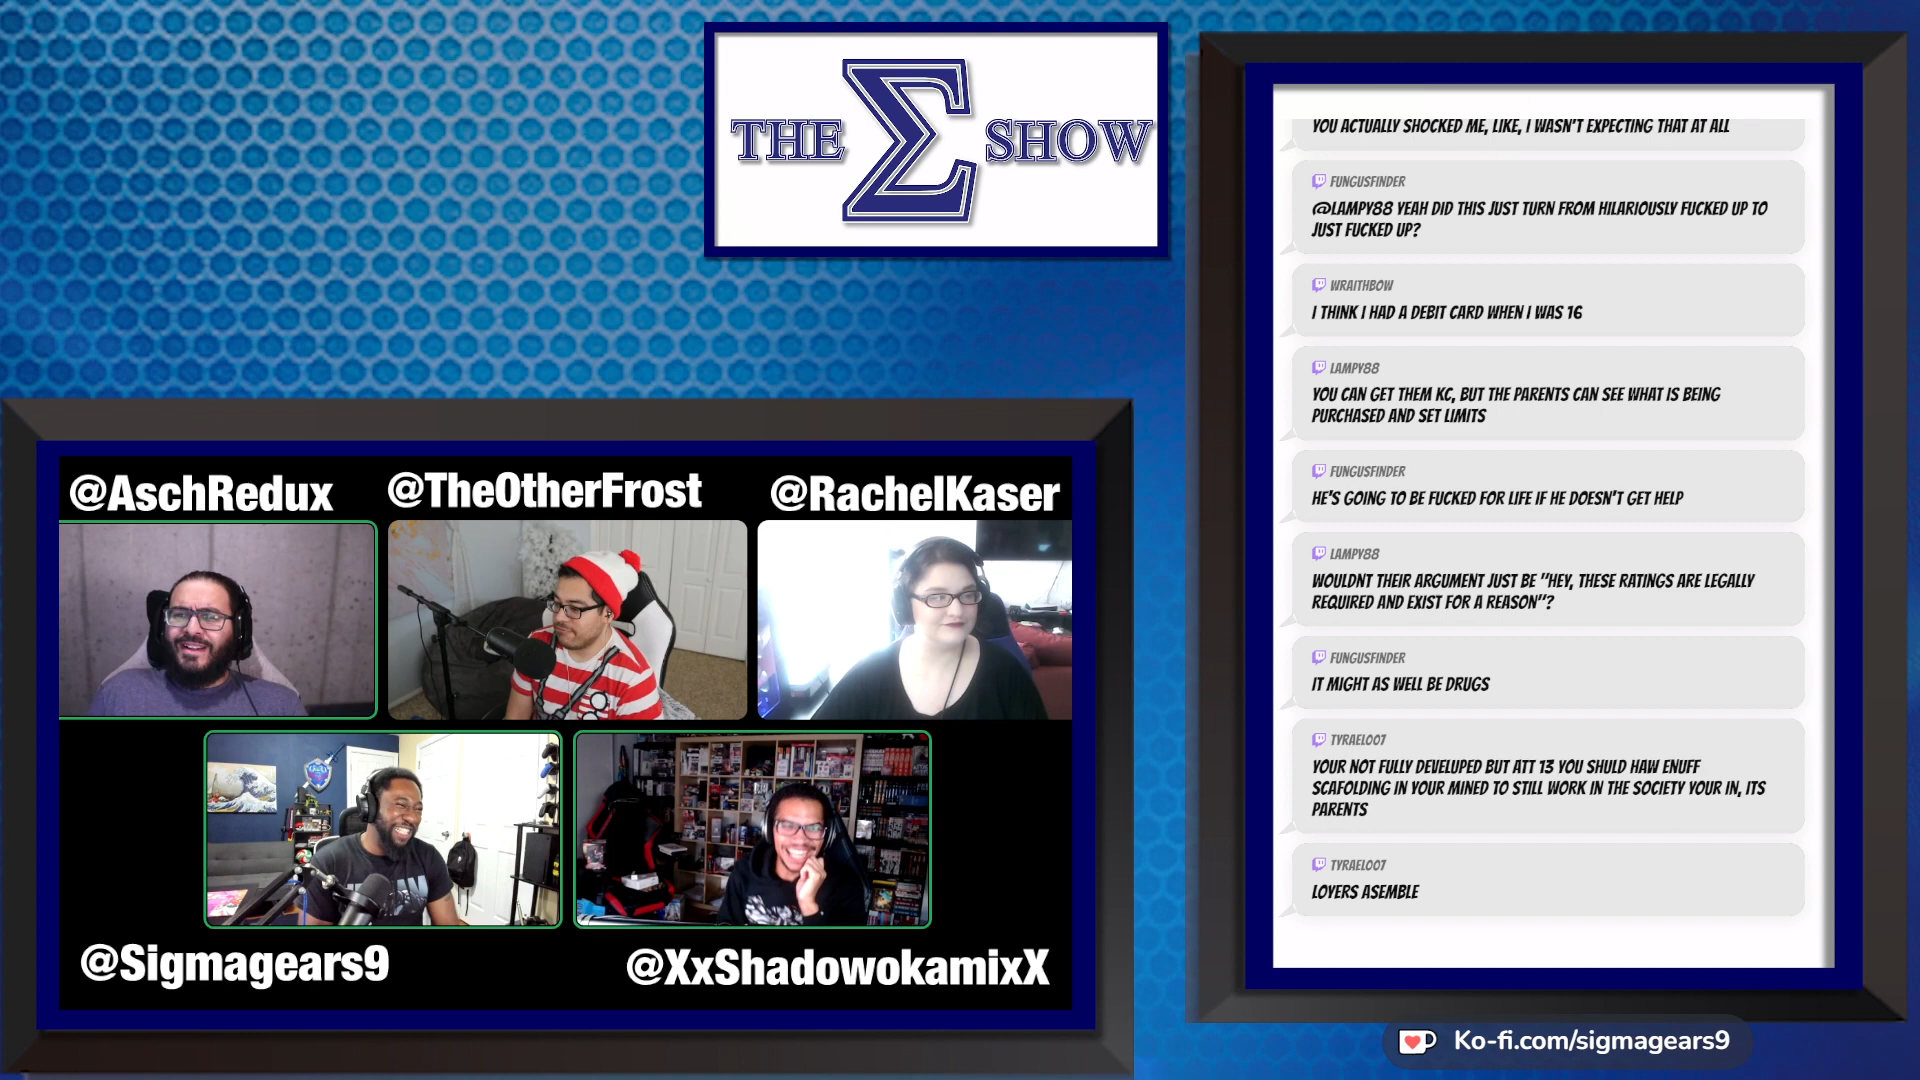 THE Σ SHOW
@AschRedux
@TheOtherFrost
@RachelKaser
@Sigmagears9
@XxShadowokamixX
YOU ACTUALLY SHOCKED ME, LIKE, I WASN'T EXPECTING THAT AT ALL
FUNGUSFINDER
@LAMPY88 YEAH DID THIS JUST TURN FROM HILARIOUSLY FUCKED UP TO
JUST FUCKED UP?
WRAITHBOW
I THINK I HAD A DEBIT CARD WHEN I WAS 16
LAMPY88
YOU CAN GET THEM KC, BUT THE PARENTS CAN SEE WHAT IS BEING
PURCHASED AND SET LIMITS
FUNGUSFINDER
HE'S GOING TO BE FUCKED FOR LIFE IF HE DOESN'T GET HELP
LAMPY88
WOULDNT THEIR ARGUMENT JUST BE "HEY, THESE RATINGS ARE LEGALLY
REQUIRED AND EXIST FOR A REASON"?
FUNGUSFINDER
IT MIGHT AS WELL BE DRUGS
TYRAEL007
YOUR NOT FULLY DEVELUPED BUT ATT 13 YOU SHULD HAW ENUFF
SCAFOLDING IN YOUR MINED TO STILL WORK IN THE SOCIETY YOUR IN, ITS
PARENTS
TYRAEL007
LOYERS ASEMBLE
Ko-fi.com/sigmagears9